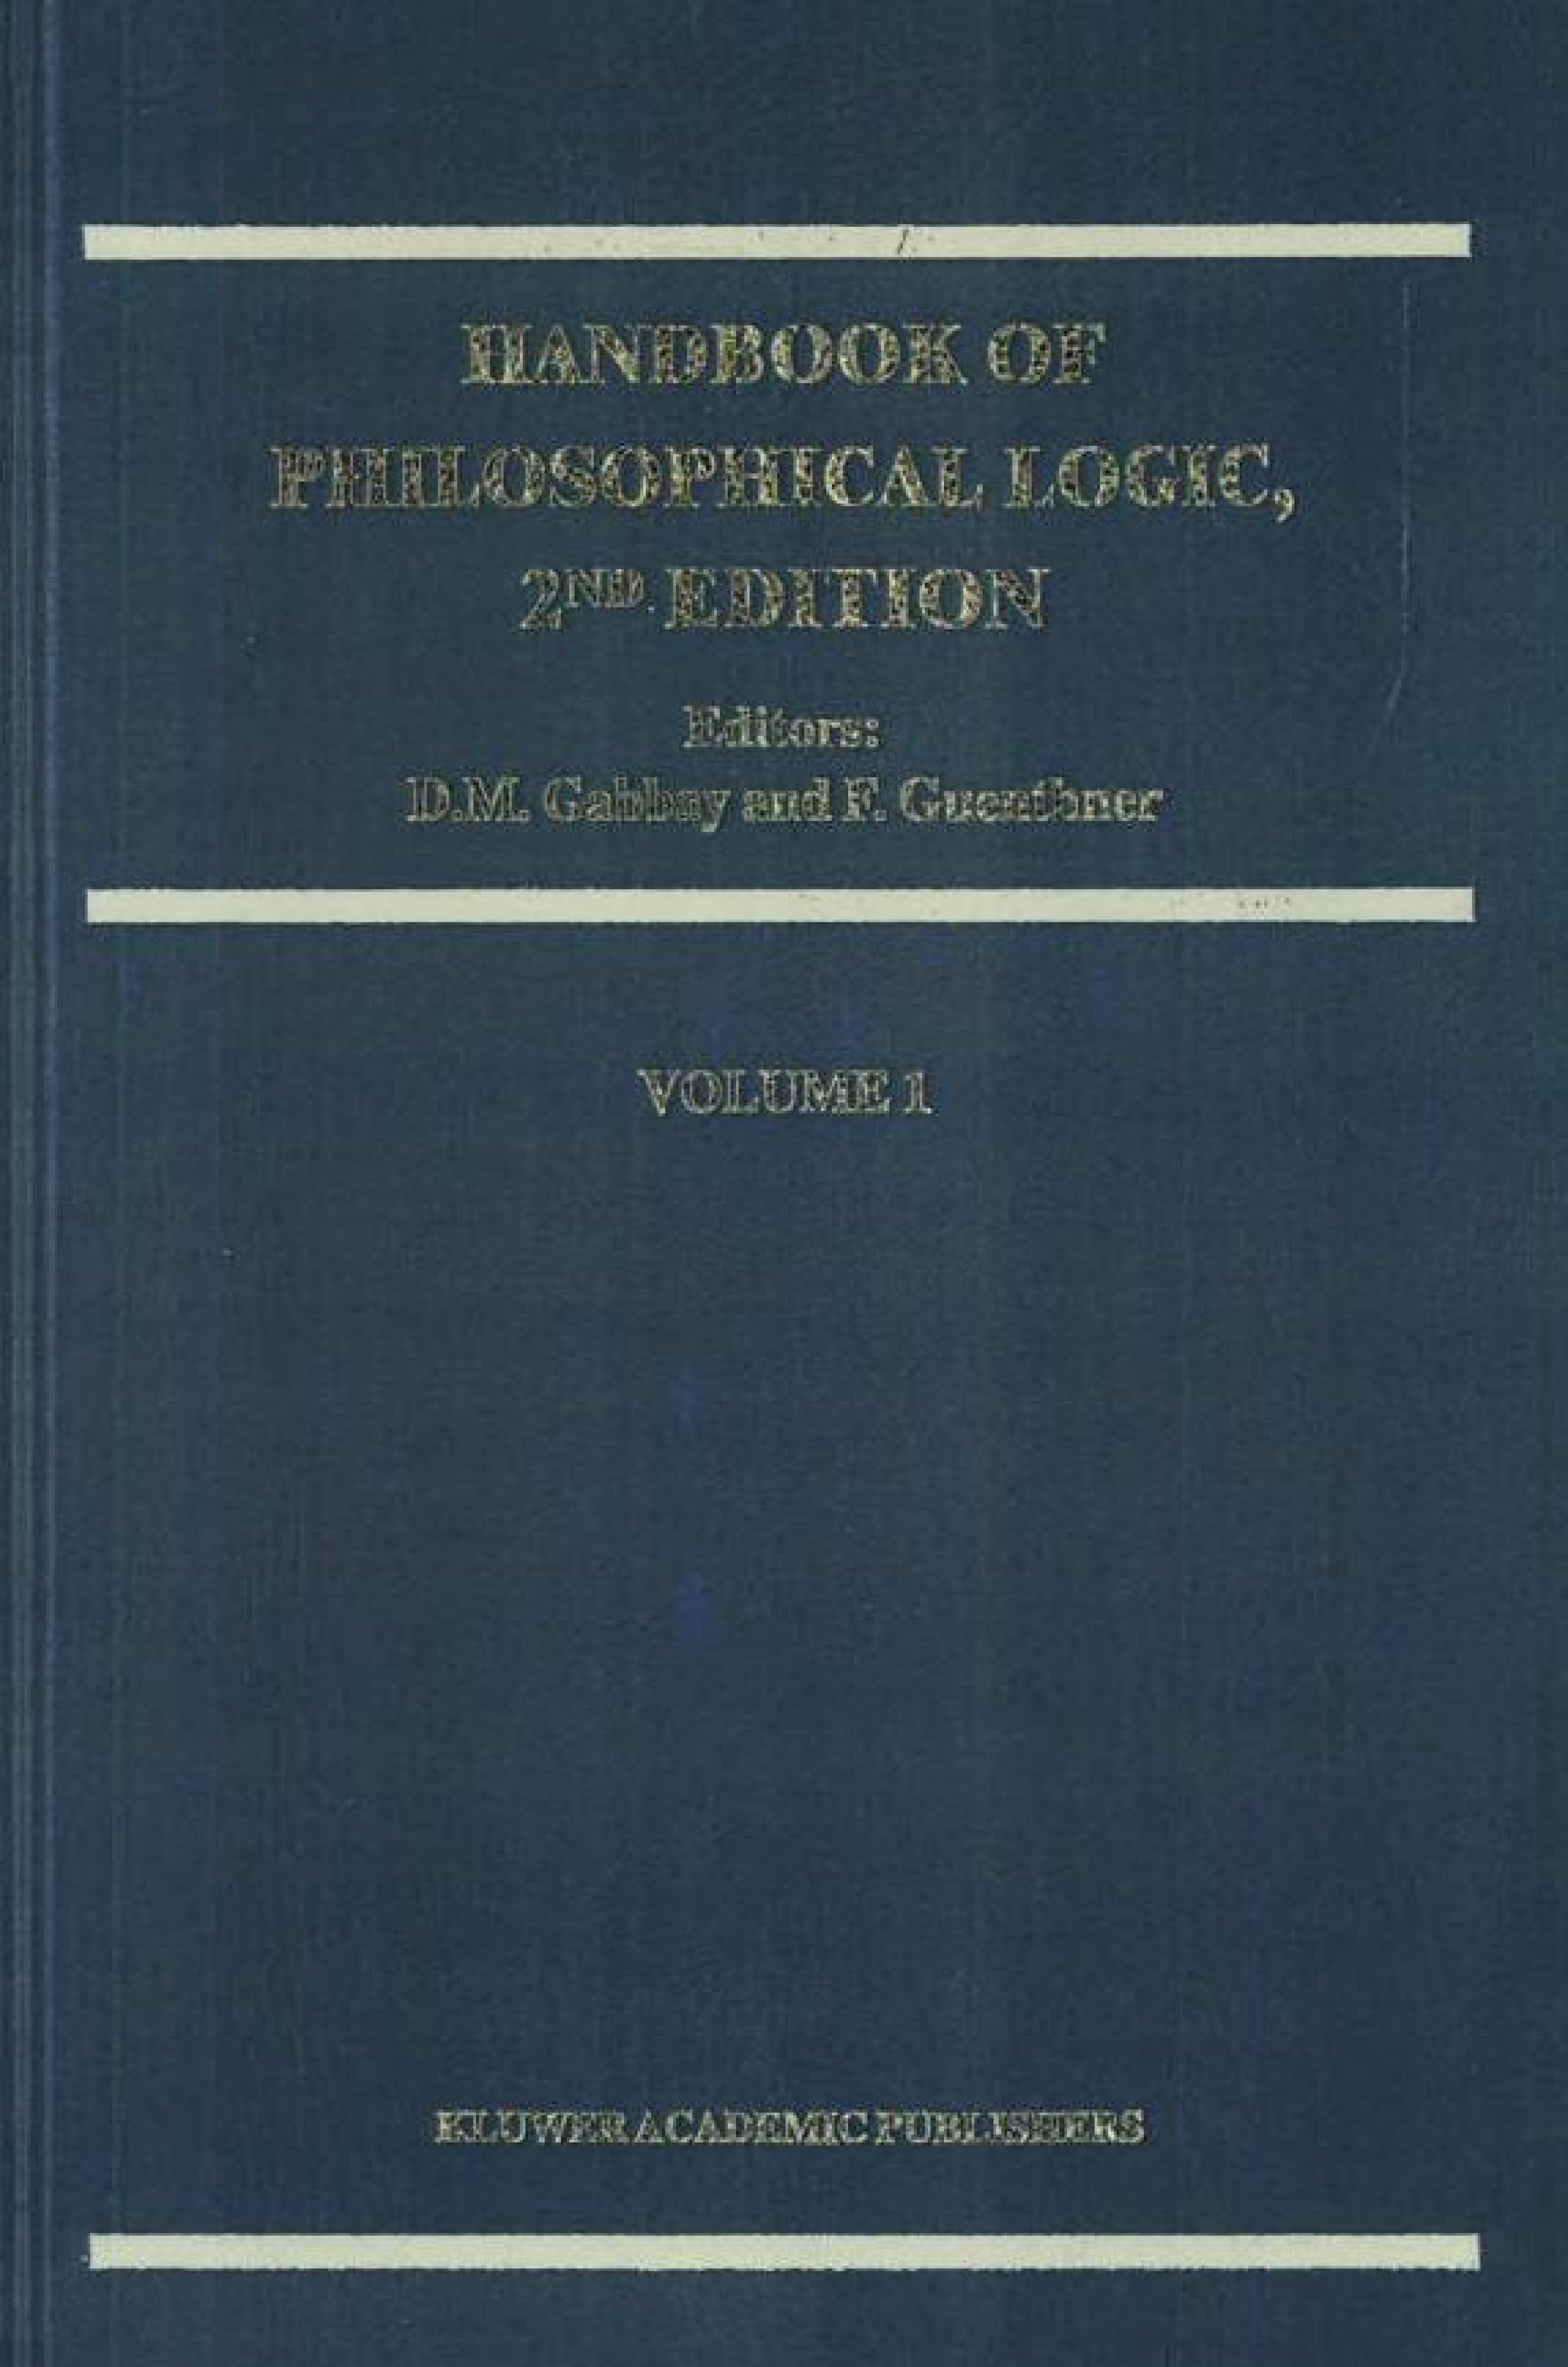 HANDBOOK OF
PHILOSOPHICAL LOGIC,
2ND EDITION
Editors:
D.M. Gabbay and F. Guenthner
VOLUME 1
KLUWER ACADEMIC PUBLISHERS